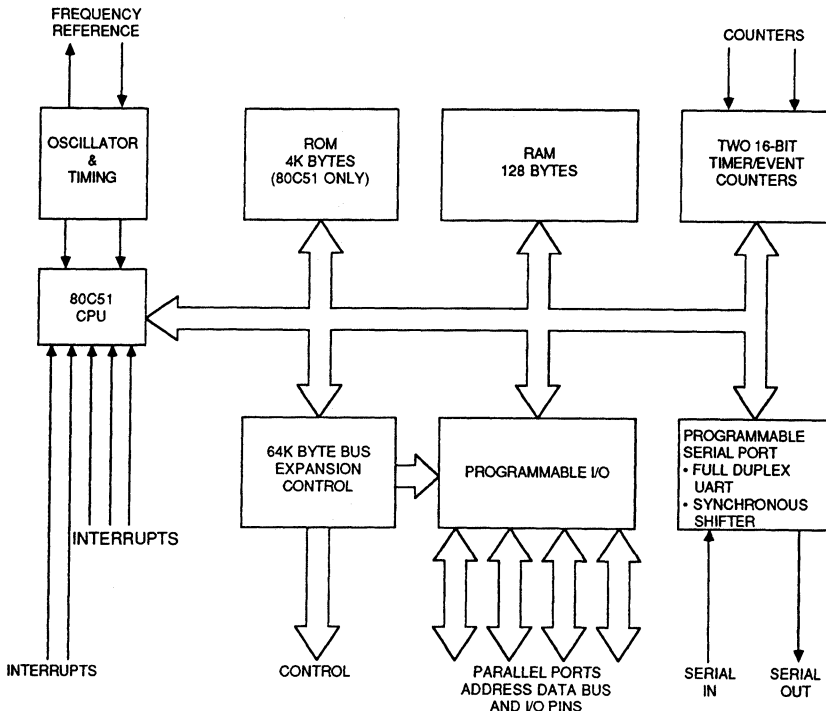 FREQUENCY
REFERENCE
COUNTERS
OSCILLATOR
&
TIMING
ROM
4K BYTES
(80C51 ONLY)
RAM
128 BYTES
TWO 16-BIT
TIMER/EVENT
COUNTERS
80C51
CPU
64K BYTE BUS
EXPANSION
CONTROL
PROGRAMMABLE I/O
PROGRAMMABLE
SERIAL PORT
• FULL DUPLEX
UART
• SYNCHRONOUS
SHIFTER
INTERRUPTS
INTERRUPTS
CONTROL
PARALLEL PORTS
ADDRESS DATA BUS
AND I/O PINS
SERIAL
IN
SERIAL
OUT